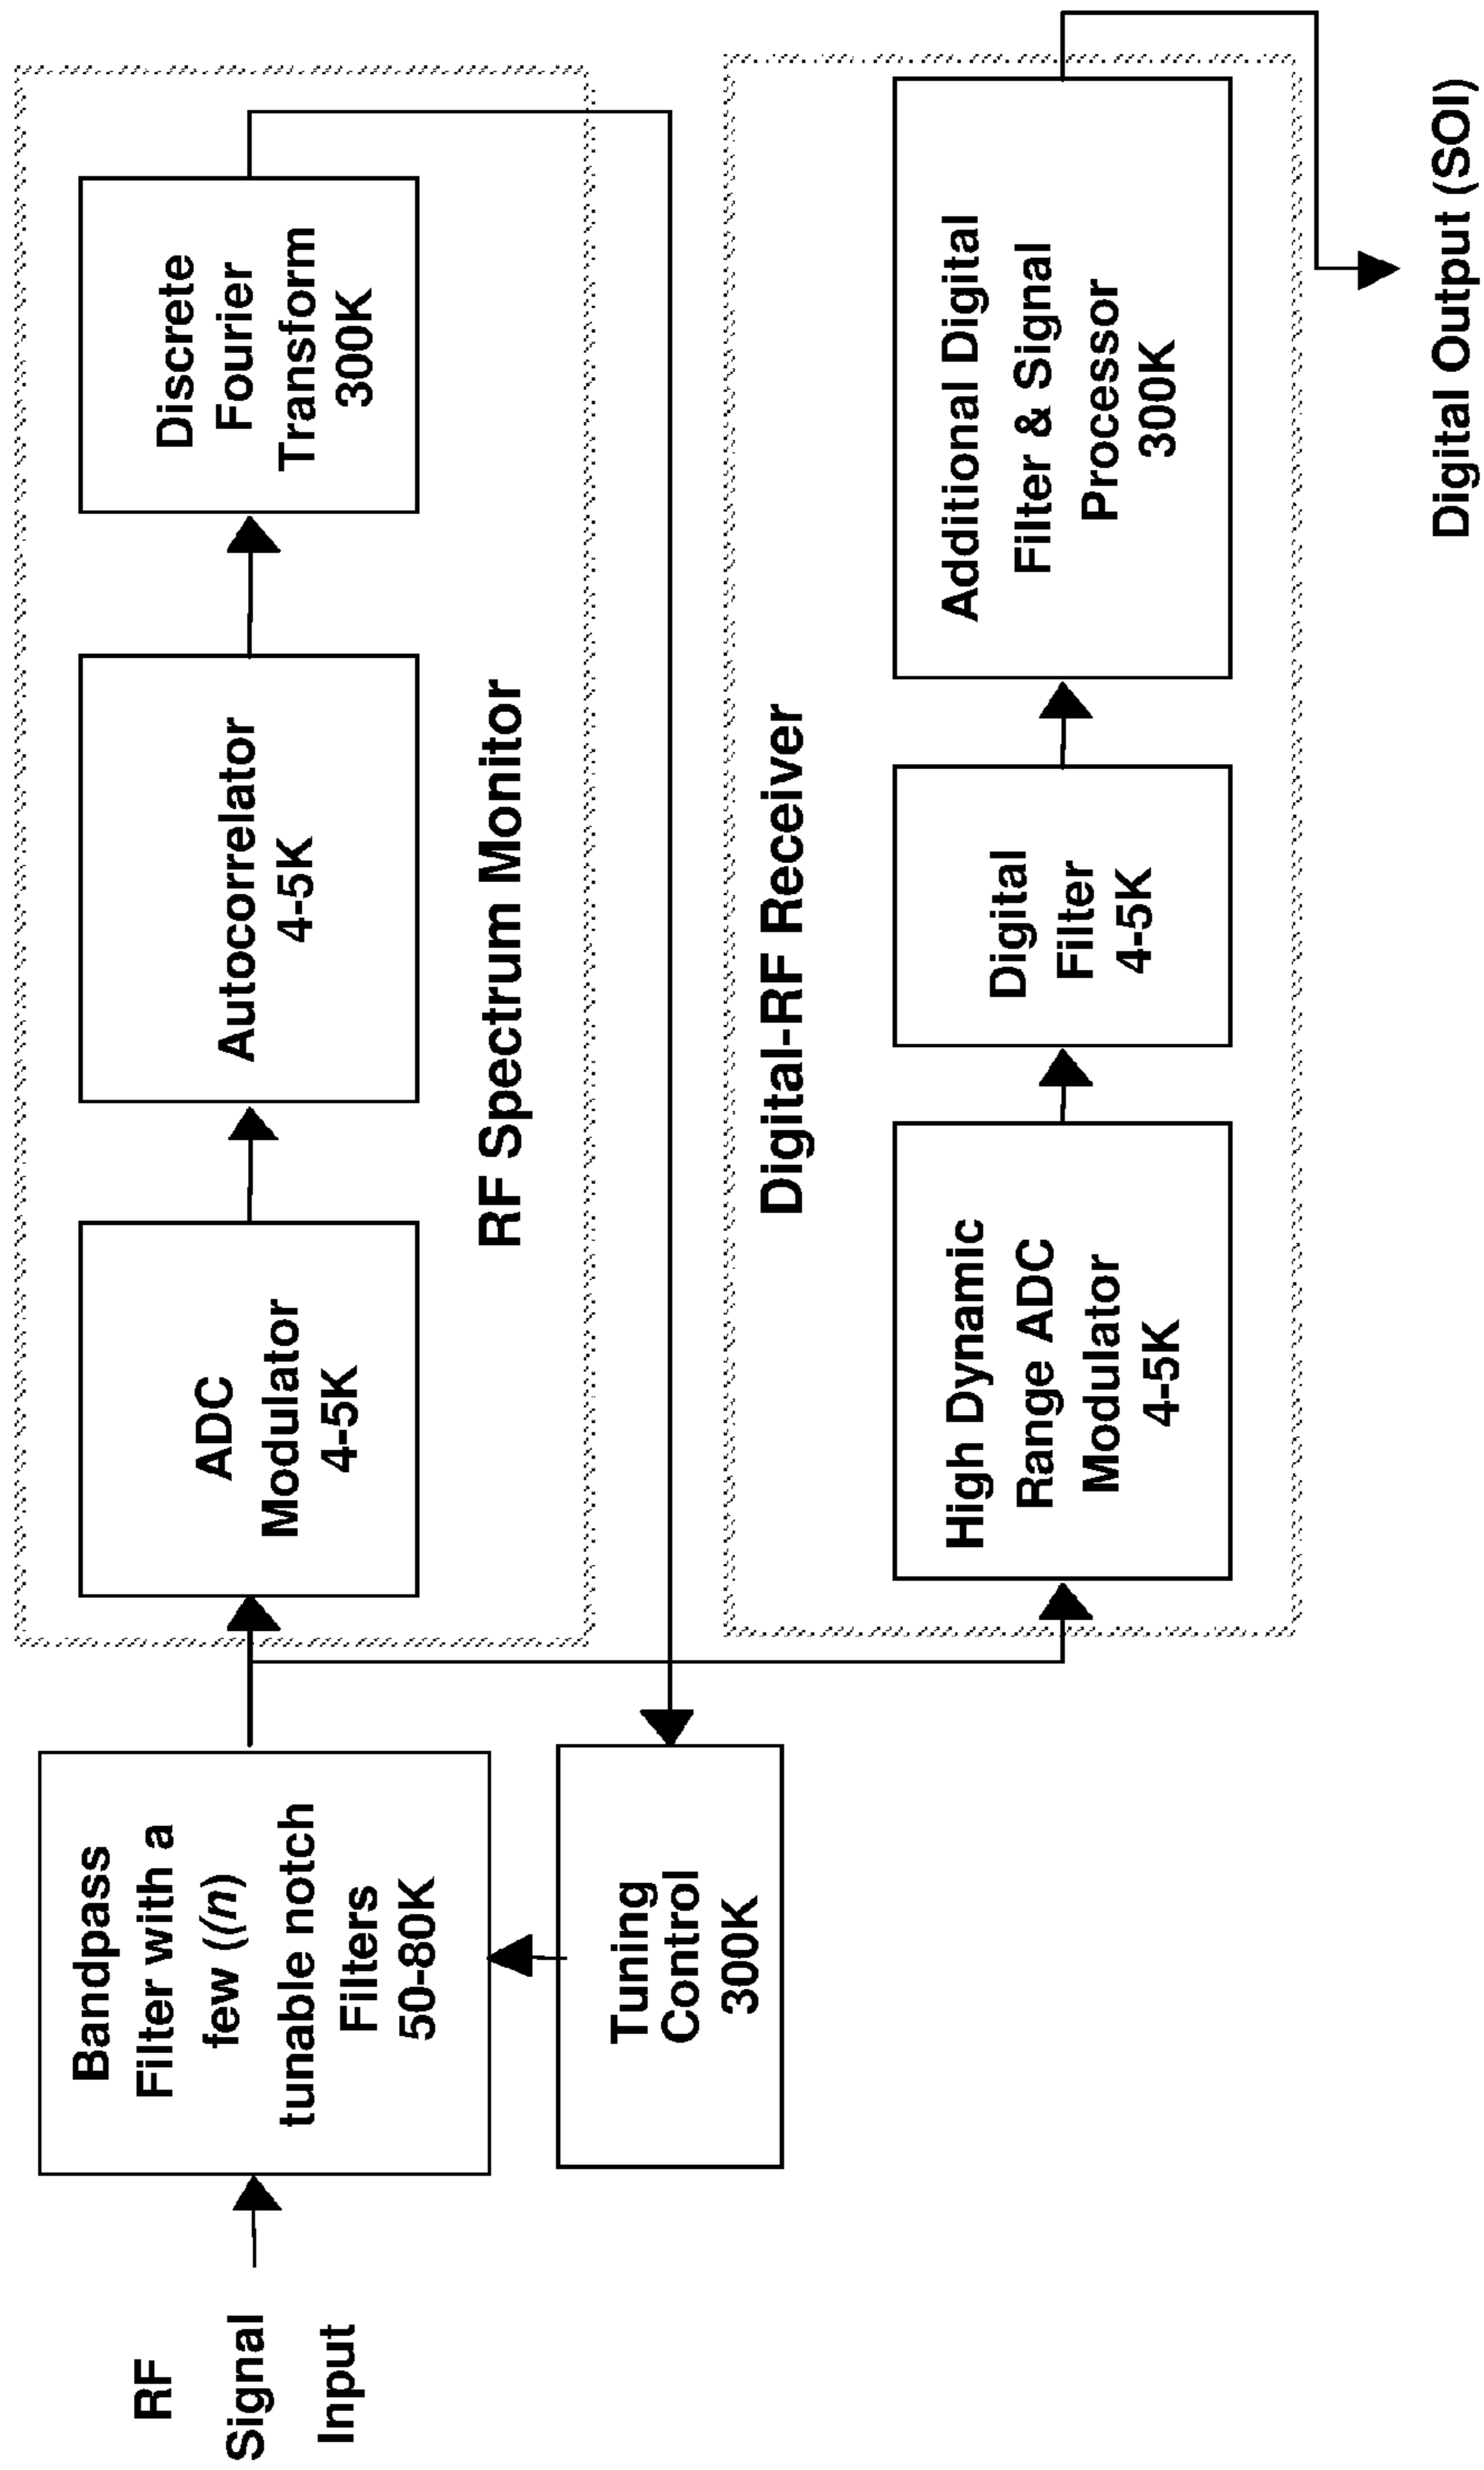 RF
Signal
Input
Bandpass
Filter with a
few ((n)
tunable notch
Filters
50-80K
Tuning
Control
300K
ADC
Modulator
4-5K
Autocorrelator
4-5K
Discrete
Fourier
Transform
300K
RF Spectrum Monitor
Digital-RF Receiver
High Dynamic
Range ADC
Modulator
4-5K
Digital
Filter
4-5K
Additional Digital
Filter & Signal
Processor
300K
Digital Output (SOI)